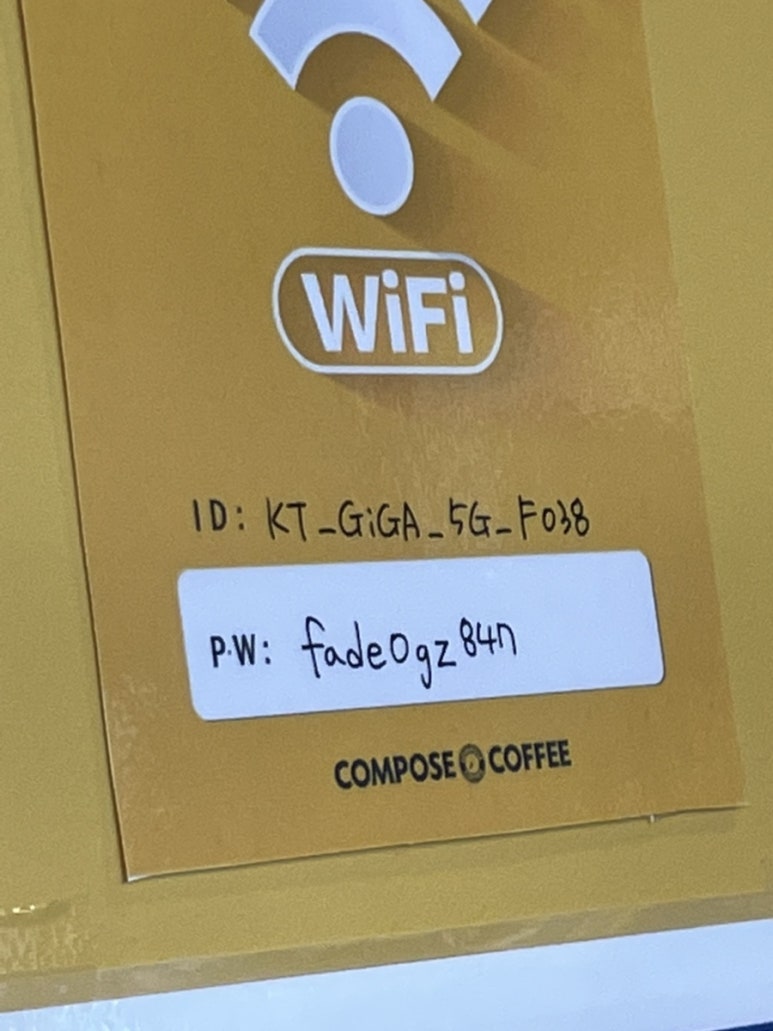 WiFi
ID: KT_GiGA_5G_F038
P.W: fade0gz84n
COMPOSE COFFEE